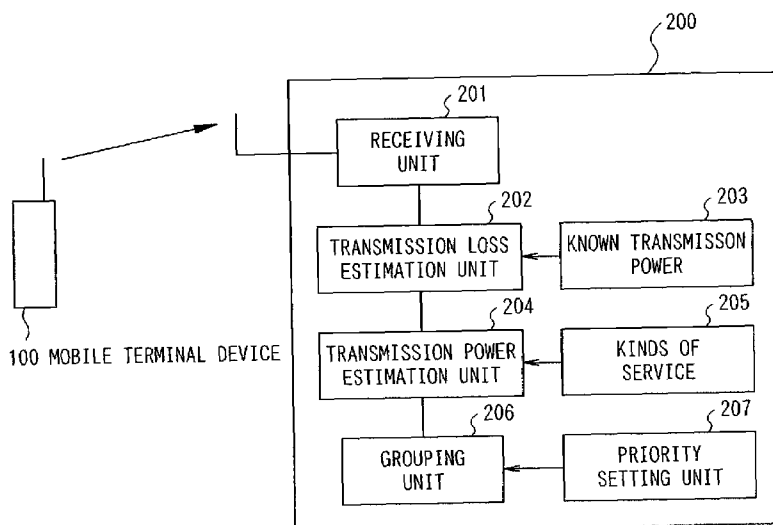 200
201
RECEIVING
UNIT
202
203
TRANSMISSION LOSS
ESTIMATION UNIT
KNOWN TRANSMISSON
POWER
204
205
100 MOBILE TERMINAL DEVICE
TRANSMISSION POWER
ESTIMATION UNIT
KINDS OF
SERVICE
206
207
GROUPING
UNIT
PRIORITY
SETTING UNIT